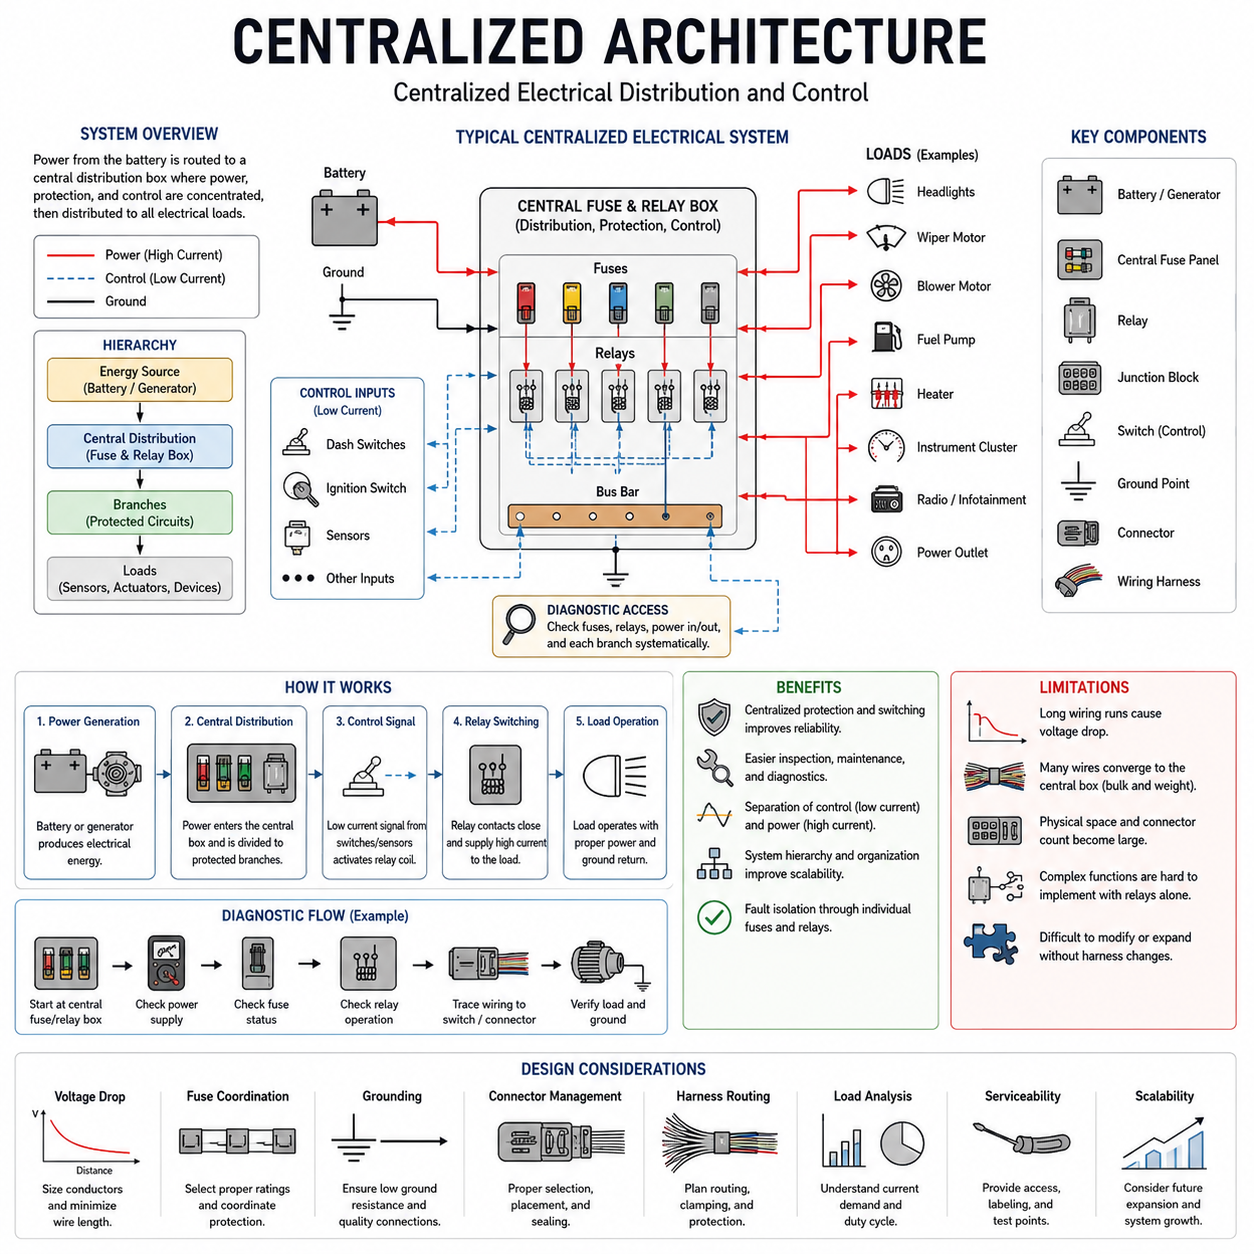 CENTRALIZED ARCHITECTURE
Centralized Electrical Distribution and Control
SYSTEM OVERVIEW
Power from the battery is routed to a
central distribution box where power,
protection, and control are concentrated,
then distributed to all electrical loads.
Power (High Current)
Control (Low Current)
Ground
HIERARCHY
Energy Source
(Battery / Generator)
Central Distribution
(Fuse & Relay Box)
Branches
(Protected Circuits)
Loads
(Sensors, Actuators, Devices)
TYPICAL CENTRALIZED ELECTRICAL SYSTEM
Battery
Ground
CONTROL INPUTS
(Low Current)
Dash Switches
Ignition Switch
Sensors
Other Inputs
CENTRAL FUSE & RELAY BOX
(Distribution, Protection, Control)
Fuses
Relays
Bus Bar
DIAGNOSTIC ACCESS
Check fuses, relays, power in/out,
and each branch systematically.
LOADS (Examples)
Headlights
Wiper Motor
Blower Motor
Fuel Pump
Heater
Instrument Cluster
Radio / Infotainment
Power Outlet
KEY COMPONENTS
Battery / Generator
Central Fuse Panel
Relay
Junction Block
Switch (Control)
Ground Point
Connector
Wiring Harness
HOW IT WORKS
1. Power Generation
Battery or generator
produces electrical
energy.
2. Central Distribution
Power enters the central
box and is divided to
protected branches.
3. Control Signal
Low current signal from
switches/sensors
activates relay coil.
4. Relay Switching
Relay contacts close
and supply high current
to the load.
5. Load Operation
Load operates with
proper power and
ground return.
DIAGNOSTIC FLOW (Example)
Start at central
fuse/relay box
Check power
supply
Check fuse
status
Check relay
operation
Trace wiring to
switch / connector
Verify load and
ground
BENEFITS
Centralized protection and switching
improves reliability.
Easier inspection, maintenance,
and diagnostics.
Separation of control (low current)
and power (high current).
System hierarchy and organization
improve scalability.
Fault isolation through individual
fuses and relays.
LIMITATIONS
Long wiring runs cause
voltage drop.
Many wires converge to the
central box (bulk and weight).
Physical space and connector
count become large.
Complex functions are hard to
implement with relays alone.
Difficult to modify or expand
without harness changes.
DESIGN CONSIDERATIONS
Voltage Drop
V
Distance
Size conductors
and minimize
wire length.
Fuse Coordination
Select proper ratings
and coordinate
protection.
Grounding
Ensure low ground
resistance and
quality connections.
Connector Management
Proper selection,
placement, and
sealing.
Harness Routing
Plan routing,
clamping, and
protection.
Load Analysis
Understand current
demand and
duty cycle.
Serviceability
Provide access,
labeling, and
test points.
Scalability
Consider future
expansion and
system growth.